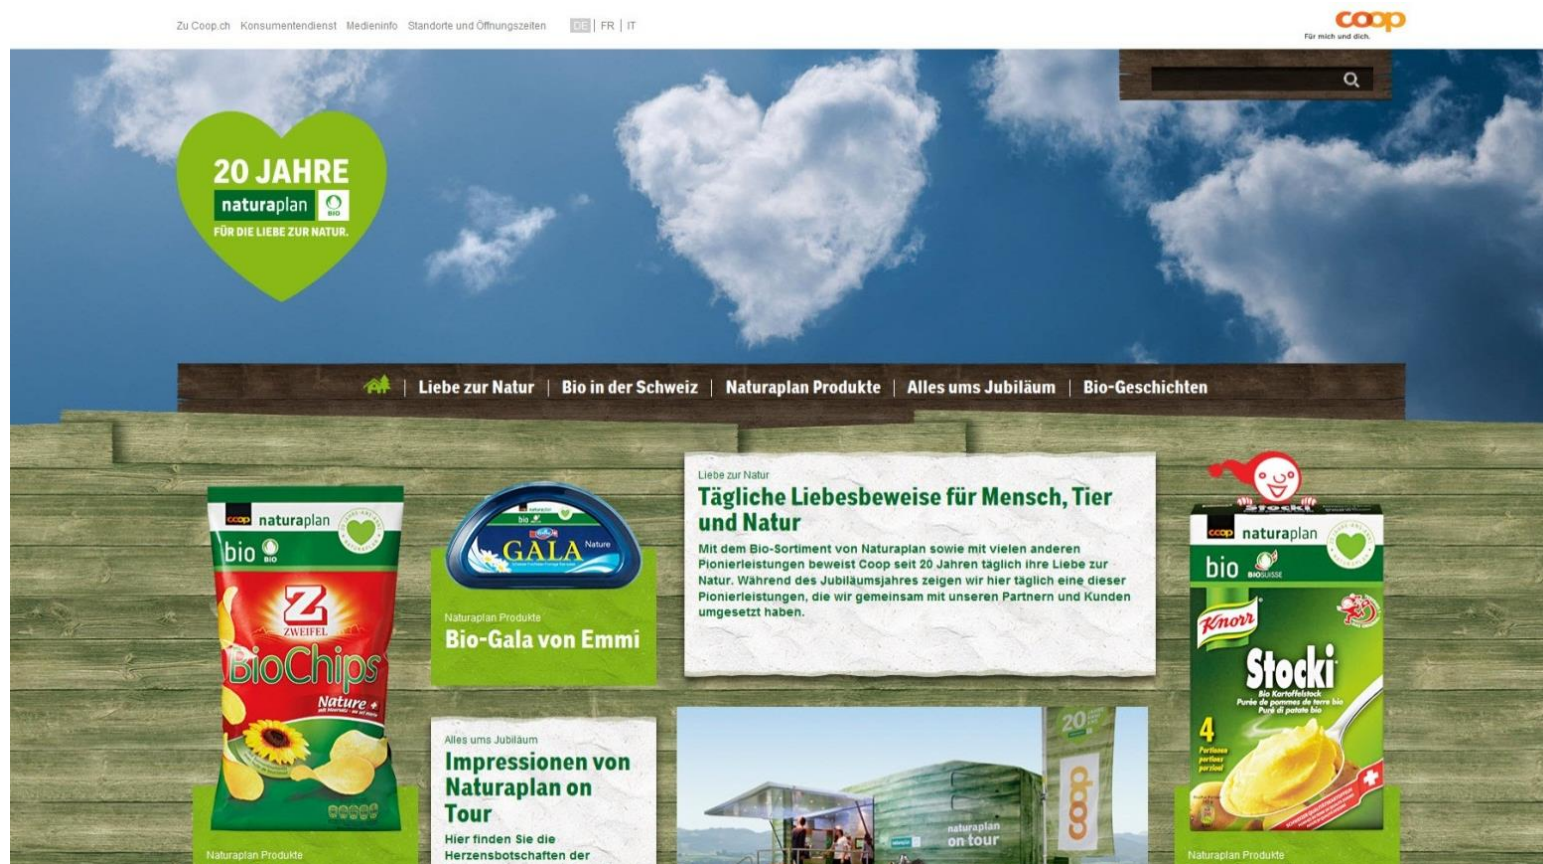 Zu Coop.ch Konsumentendienst Medieninfo Standorte und Öffnungszeiten DE | FR | IT
coop
Für mich und dich.
20 JAHRE
naturaplan
BIO
FÜR DIE LIEBE ZUR NATUR.
Liebe zur Natur | Bio in der Schweiz | Naturaplan Produkte | Alles ums Jubiläum | Bio-Geschichten
coop naturaplan
bio BIO
Z
ZWEIFEL
BioChips
Nature +
Naturaplan Produkte
bio
GALA Nature
Naturaplan Produkte
Bio-Gala von Emmi
Alles ums Jubiläum
Impressionen von
Naturaplan on
Tour
Hier finden Sie die
Herzensbotschaften der
Liebe zur Natur
Tägliche Liebesbeweise für Mensch, Tier
und Natur
Mit dem Bio-Sortiment von Naturaplan sowie mit vielen anderen
Pionierleistungen beweist Coop seit 20 Jahren täglich ihre Liebe zur
Natur. Während des Jubiläumsjahres zeigen wir hier täglich eine dieser
Pionierleistungen, die wir gemeinsam mit unseren Partnern und Kunden
umgesetzt haben.
20
coop
naturaplan
on tour
Stocki
coop naturaplan
bio BIOSUISSE
Knorr
Stocki
Bio Kartoffelstock
Purée de pommes de terre bio
Purè di patate bio
4
Portionen
portions
porzioni
Naturaplan Produkte